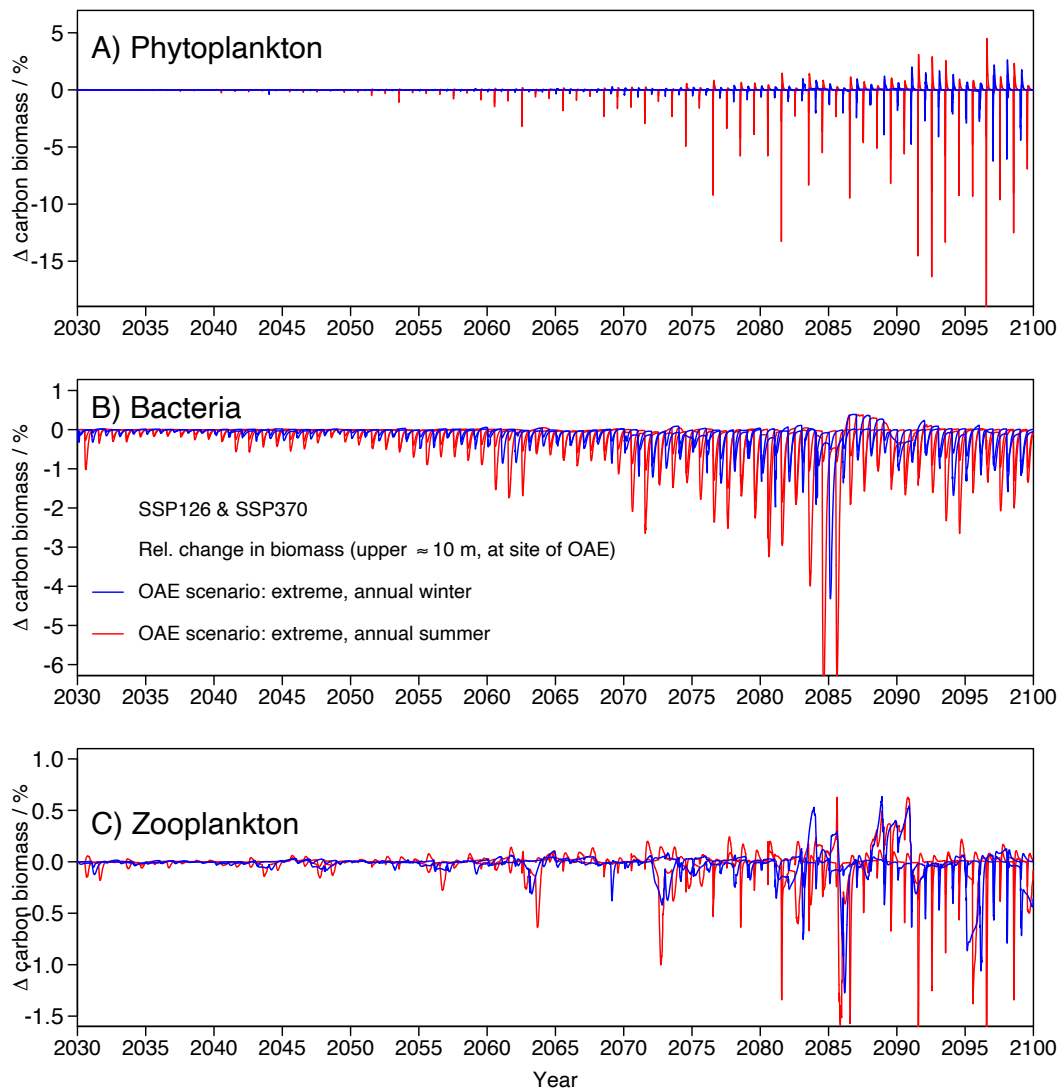 A) Phytoplankton
Δ carbon biomass / %
5
0
-5
-10
-15
2030 2035 2040 2045 2050 2055 2060 2065 2070 2075 2080 2085 2090 2095 2100
B) Bacteria
Δ carbon biomass / %
1
0
-1
-2
-3
-4
-5
-6
SSP126 & SSP370
Rel. change in biomass (upper ≈ 10 m, at site of OAE)
OAE scenario: extreme, annual winter
OAE scenario: extreme, annual summer
2030 2035 2040 2045 2050 2055 2060 2065 2070 2075 2080 2085 2090 2095 2100
C) Zooplankton
Δ carbon biomass / %
1.0
0.5
0.0
-0.5
-1.0
-1.5
2030 2035 2040 2045 2050 2055 2060 2065 2070 2075 2080 2085 2090 2095 2100
Year